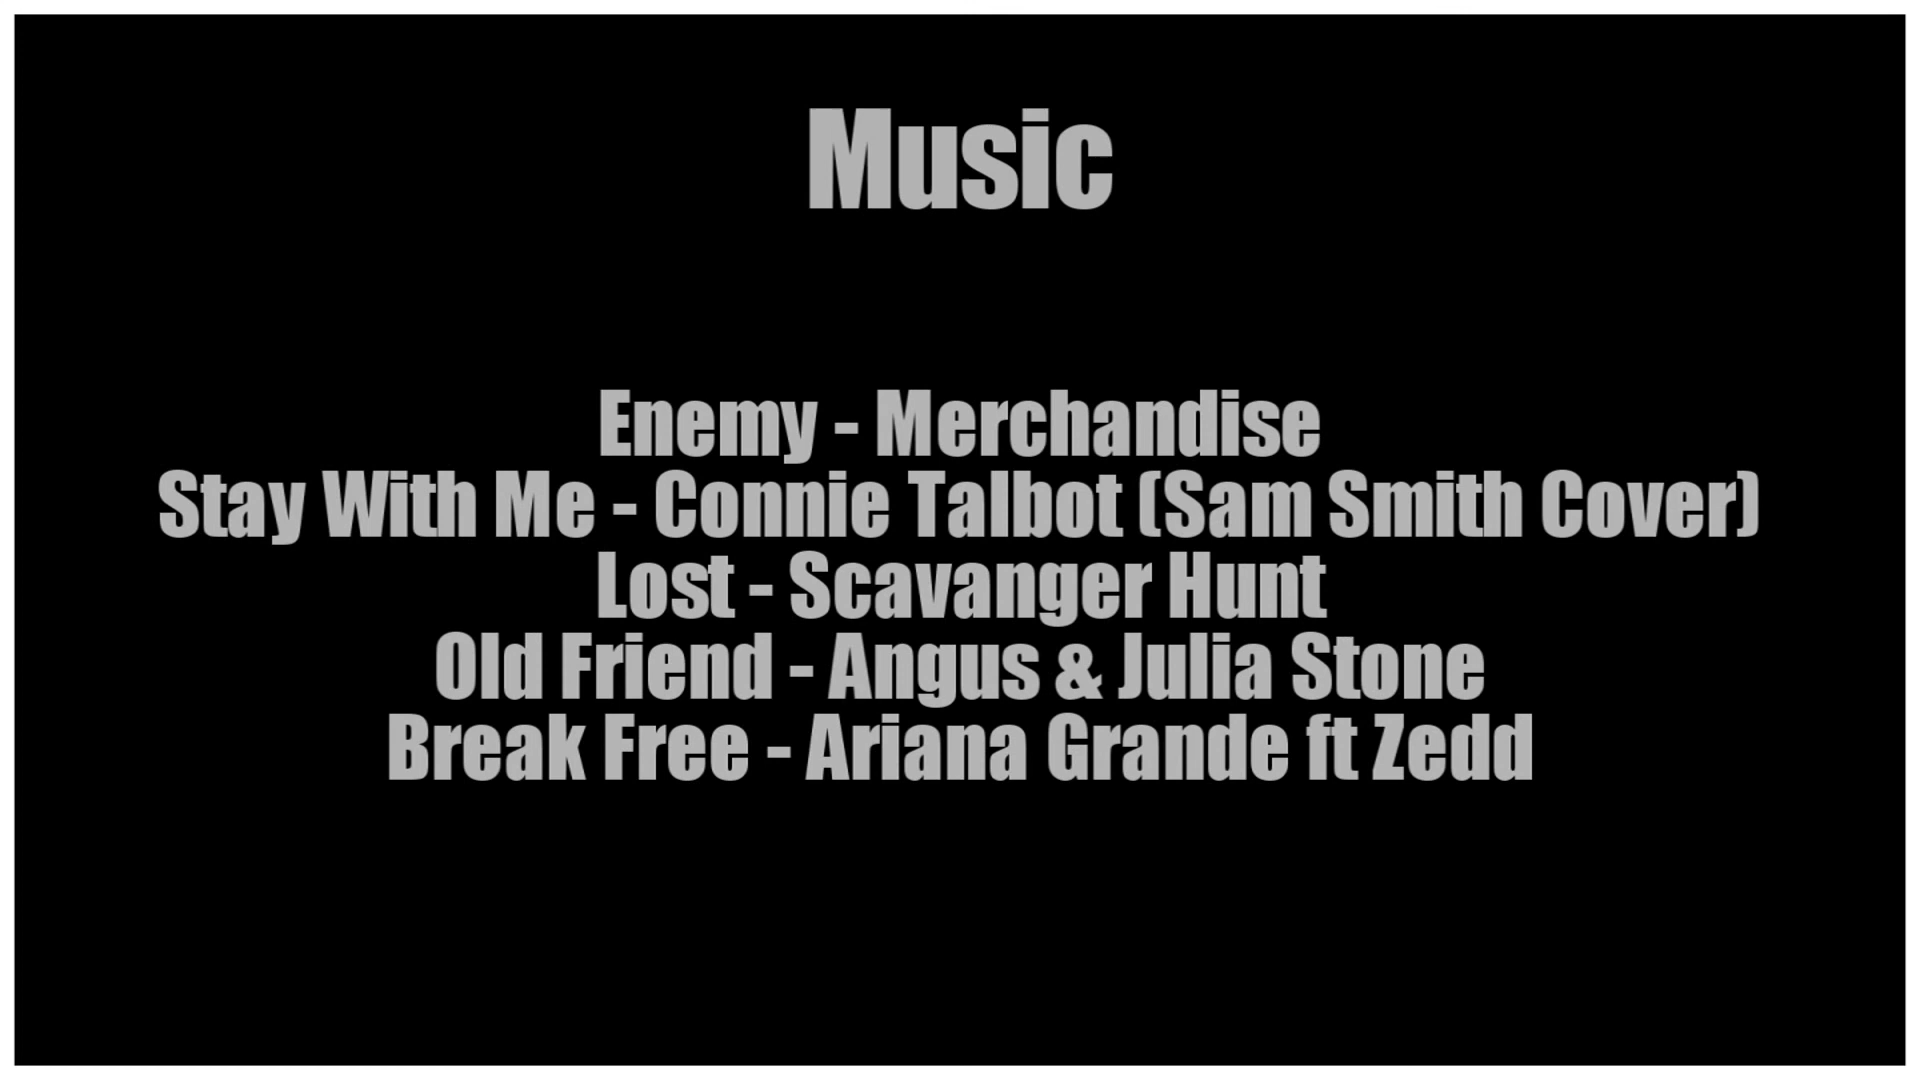 Music
Enemy - Merchandise
Stay With Me - Connie Talbot (Sam Smith Cover)
Lost - Scavanger Hunt
Old Friend - Angus & Julia Stone
Break Free - Ariana Grande ft Zedd